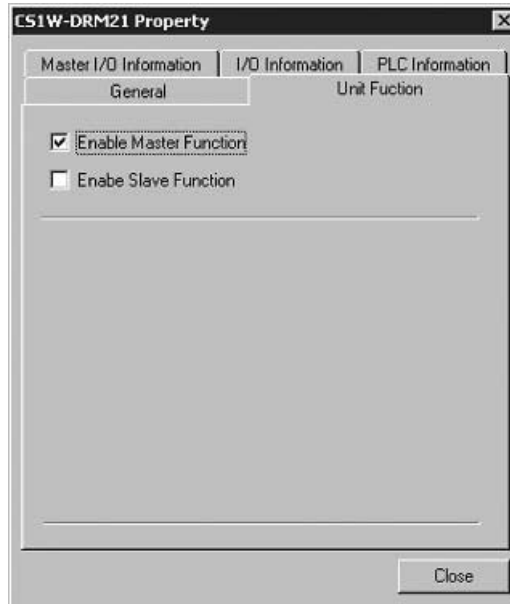 CS1W-DRM21 Property
Master I/O Information I/O Information PLC Information
General Unit Fuction
Enable Master Function
Enabe Slave Function
Close